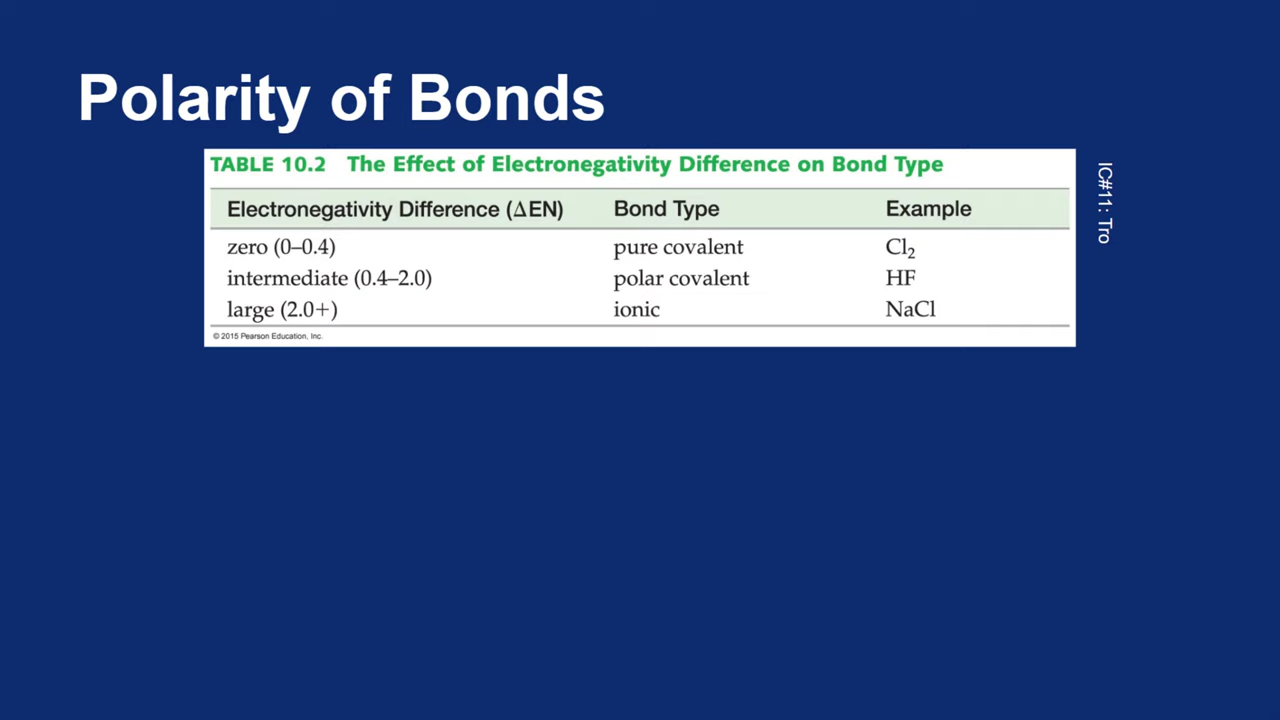 Polarity of Bonds
TABLE 10.2 The Effect of Electronegativity Difference on Bond Type
Electronegativity Difference (ΔEN) Bond Type Example
zero (0–0.4) pure covalent Cl₂
intermediate (0.4–2.0) polar covalent HF
large (2.0+) ionic NaCl
© 2015 Pearson Education, Inc.
IC#11: Tro